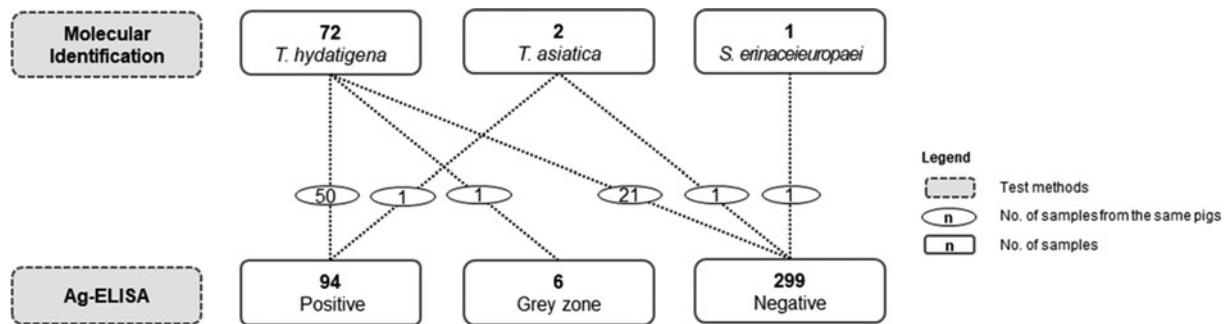 Molecular
Identification
72
T. hydatigena
2
T. asiatica
1
S. erinaceieuropaei
50
1
1
21
1
1
Legend
Test methods
n
No. of samples from the same pigs
n
No. of samples
Ag-ELISA
94
Positive
6
Grey zone
299
Negative